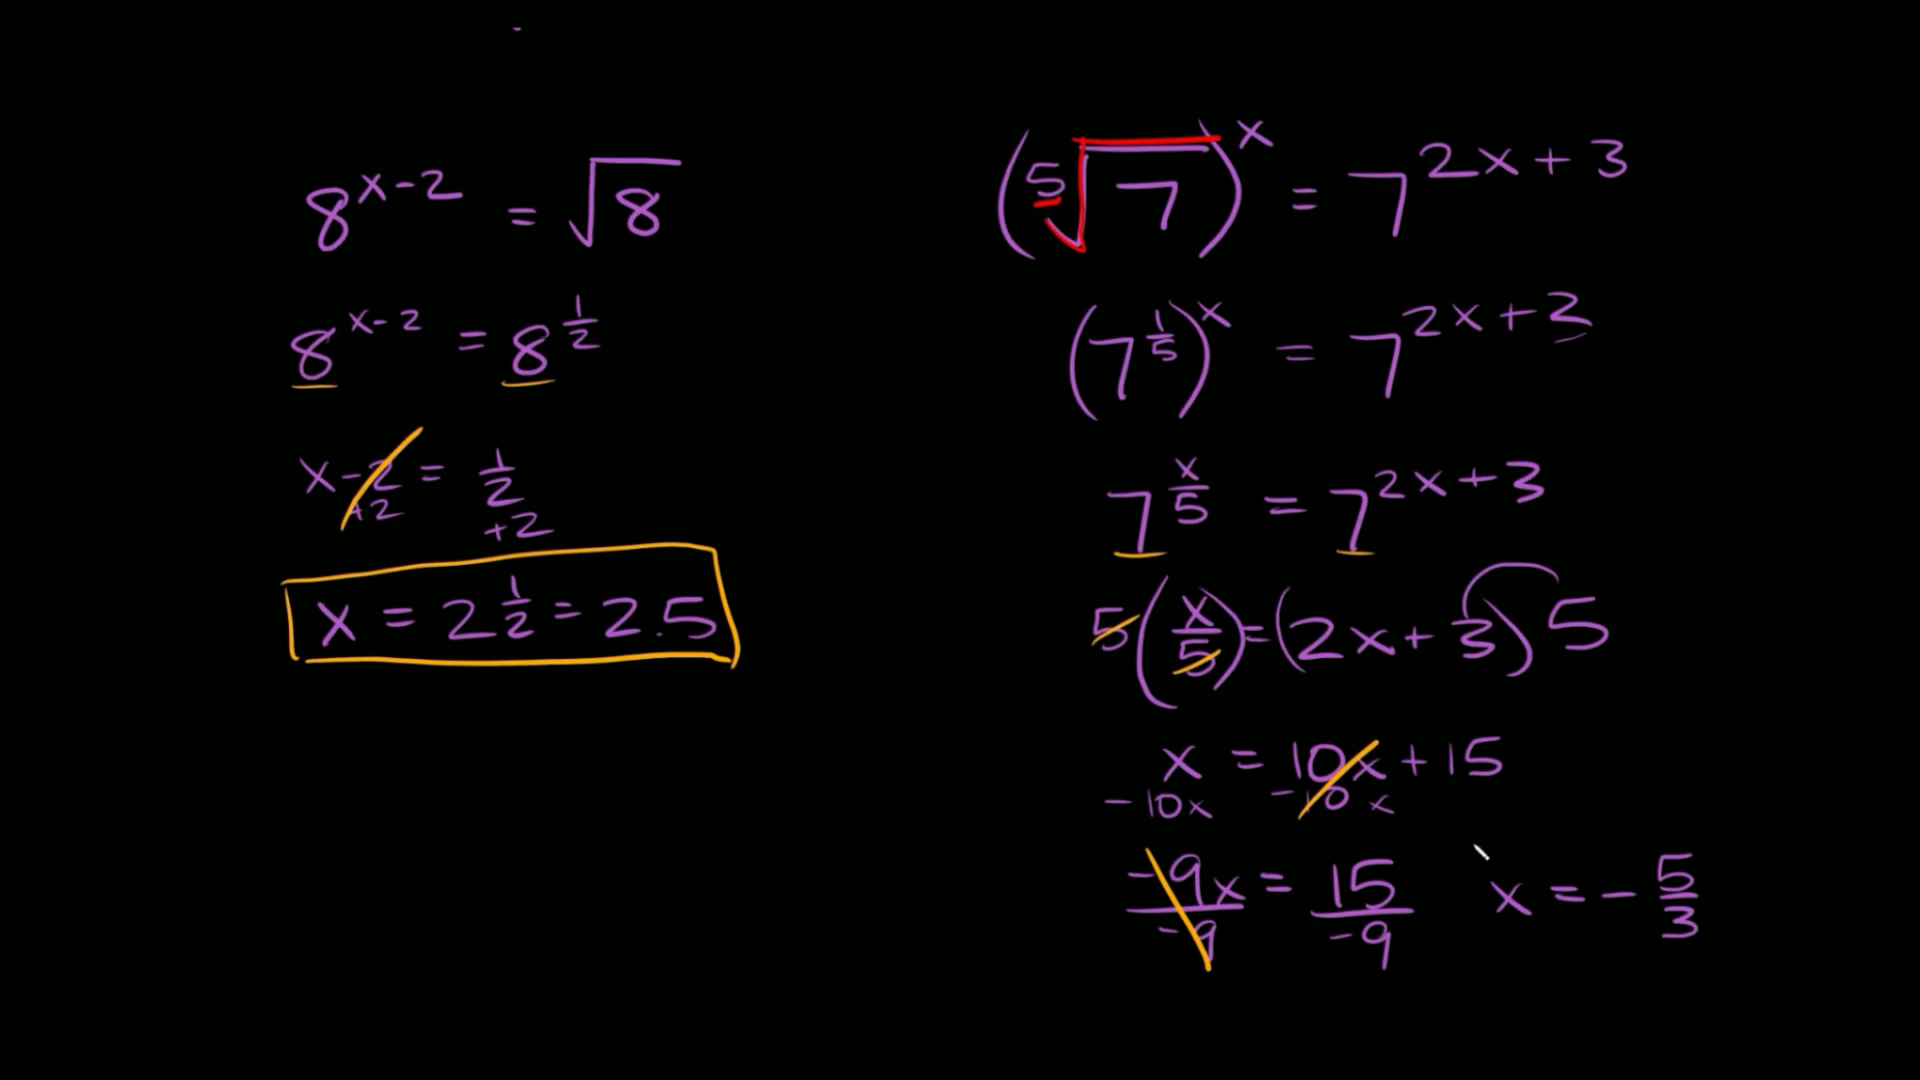 8^(x-2) = √8
8^(x-2) = 8^(1/2)
x-2 = 1/2
+2 +2
x = 2 1/2 = 2.5
(⁵√7)^x = 7^(2x+3)
(7^(1/5))^x = 7^(2x+3)
7^(x/5) = 7^(2x+3)
5(x/5) = (2x+3)5
x = 10x+15
-10x -10x
-9x/-9 = 15/-9 x = -5/3